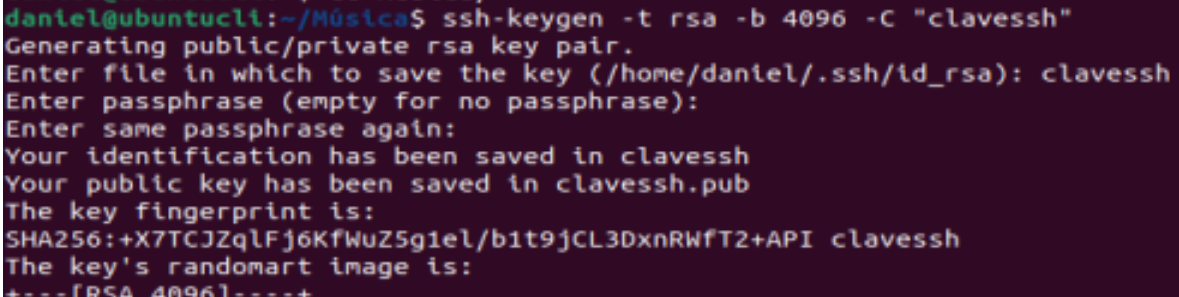 daniel@ubuntucli:~/Música$ ssh-keygen -t rsa -b 4096 -C "clavessh"
Generating public/private rsa key pair.
Enter file in which to save the key (/home/daniel/.ssh/id_rsa): clavessh
Enter passphrase (empty for no passphrase):
Enter same passphrase again:
Your identification has been saved in clavessh
Your public key has been saved in clavessh.pub
The key fingerprint is:
SHA256:+X7TCJZqlFj6KfWuZ5g1el/b1t9jCL3DxnRWfT2+API clavessh
The key's randomart image is:
+---[RSA 4096]----+